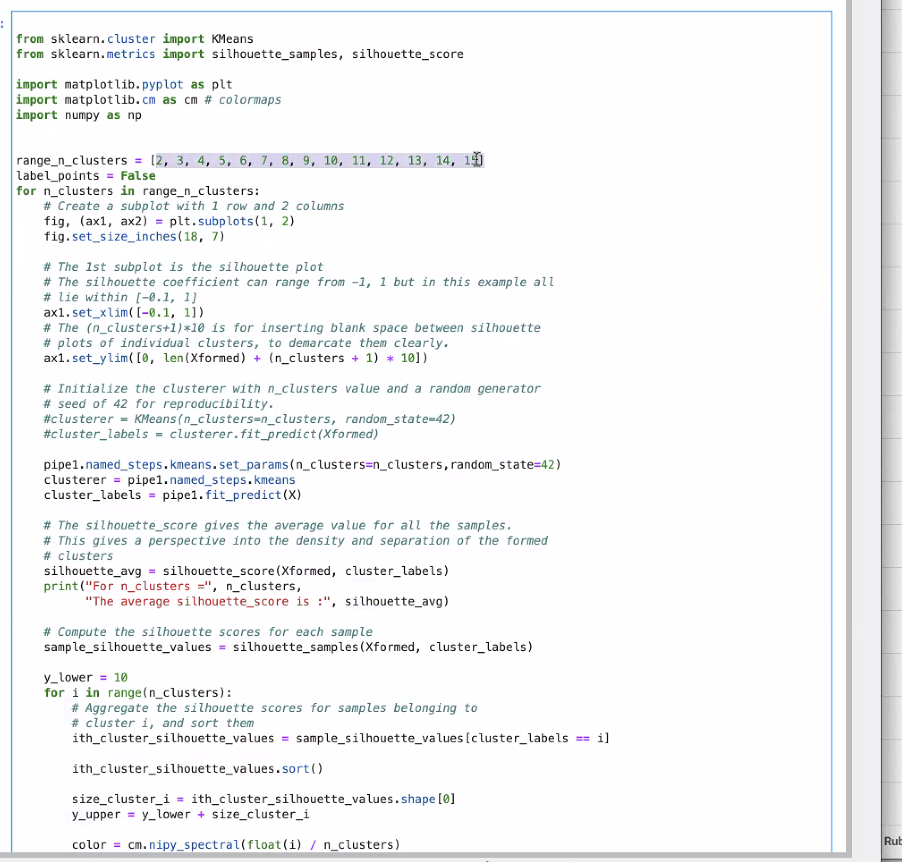 :
from sklearn.cluster import KMeans
from sklearn.metrics import silhouette_samples, silhouette_score
import matplotlib.pyplot as plt
import matplotlib.cm as cm # colormaps
import numpy as np
range_n_clusters = [2, 3, 4, 5, 6, 7, 8, 9, 10, 11, 12, 13, 14, 15]
label_points = False
for n_clusters in range_n_clusters:
    # Create a subplot with 1 row and 2 columns
    fig, (ax1, ax2) = plt.subplots(1, 2)
    fig.set_size_inches(18, 7)
    # The 1st subplot is the silhouette plot
    # The silhouette coefficient can range from -1, 1 but in this example all
    # lie within [-0.1, 1]
    ax1.set_xlim([-0.1, 1])
    # The (n_clusters+1)*10 is for inserting blank space between silhouette
    # plots of individual clusters, to demarcate them clearly.
    ax1.set_ylim([0, len(Xformed) + (n_clusters + 1) * 10])
    # Initialize the clusterer with n_clusters value and a random generator
    # seed of 42 for reproducibility.
    #clusterer = KMeans(n_clusters=n_clusters, random_state=42)
    #cluster_labels = clusterer.fit_predict(Xformed)
    pipe1.named_steps.kmeans.set_params(n_clusters=n_clusters,random_state=42)
    clusterer = pipe1.named_steps.kmeans
    cluster_labels = pipe1.fit_predict(X)
    # The silhouette_score gives the average value for all the samples.
    # This gives a perspective into the density and separation of the formed
    # clusters
    silhouette_avg = silhouette_score(Xformed, cluster_labels)
    print("For n_clusters =", n_clusters,
          "The average silhouette_score is :", silhouette_avg)
    # Compute the silhouette scores for each sample
    sample_silhouette_values = silhouette_samples(Xformed, cluster_labels)
    y_lower = 10
    for i in range(n_clusters):
        # Aggregate the silhouette scores for samples belonging to
        # cluster i, and sort them
        ith_cluster_silhouette_values = sample_silhouette_values[cluster_labels == i]
        ith_cluster_silhouette_values.sort()
        size_cluster_i = ith_cluster_silhouette_values.shape[0]
        y_upper = y_lower + size_cluster_i
        color = cm.nipy_spectral(float(i) / n_clusters)
Rub